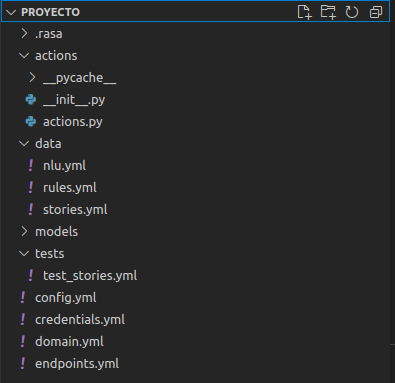 PROYECTO
.rasa
actions
__pycache__
__init__.py
actions.py
data
nlu.yml
rules.yml
stories.yml
models
tests
test_stories.yml
config.yml
credentials.yml
domain.yml
endpoints.yml